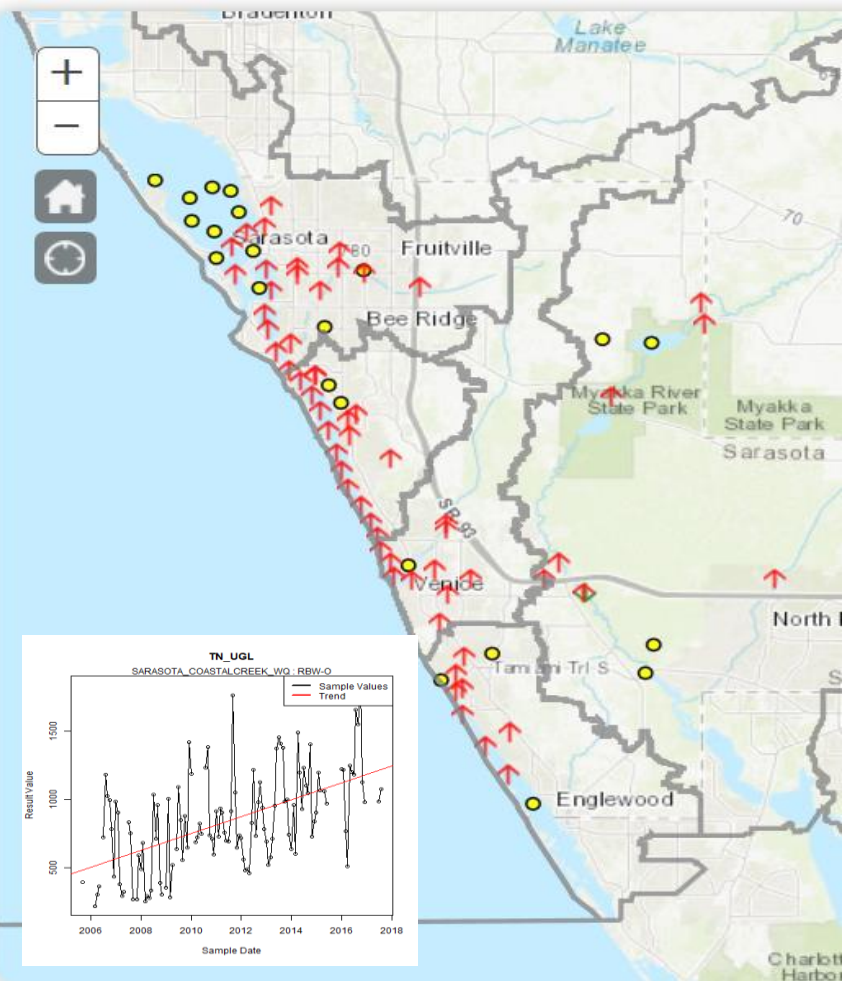 Bradenton
Lake
Manatee
+
−
70
Sarasota
780
Fruitville
Bee Ridge
Myakka River
State Park
Myakka
State Park
Sarasota
SR 93
Venice
North
Tamiami Trl S
Englewood
Charlott
Harbor
TN_UGL
SARASOTA_COASTALCREEK_WQ : RBW-O
Sample Values
Trend
Result Value
1500
1000
500
2006 2008 2010 2012 2014 2016 2018
Sample Date